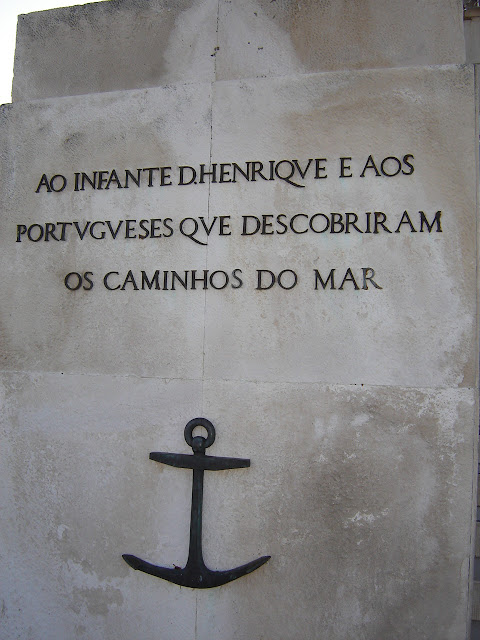 AO INFANTE D.HENRIQVE E AOS
PORTVGVESES QVE DESCOBRIRAM
OS CAMINHOS DO MAR